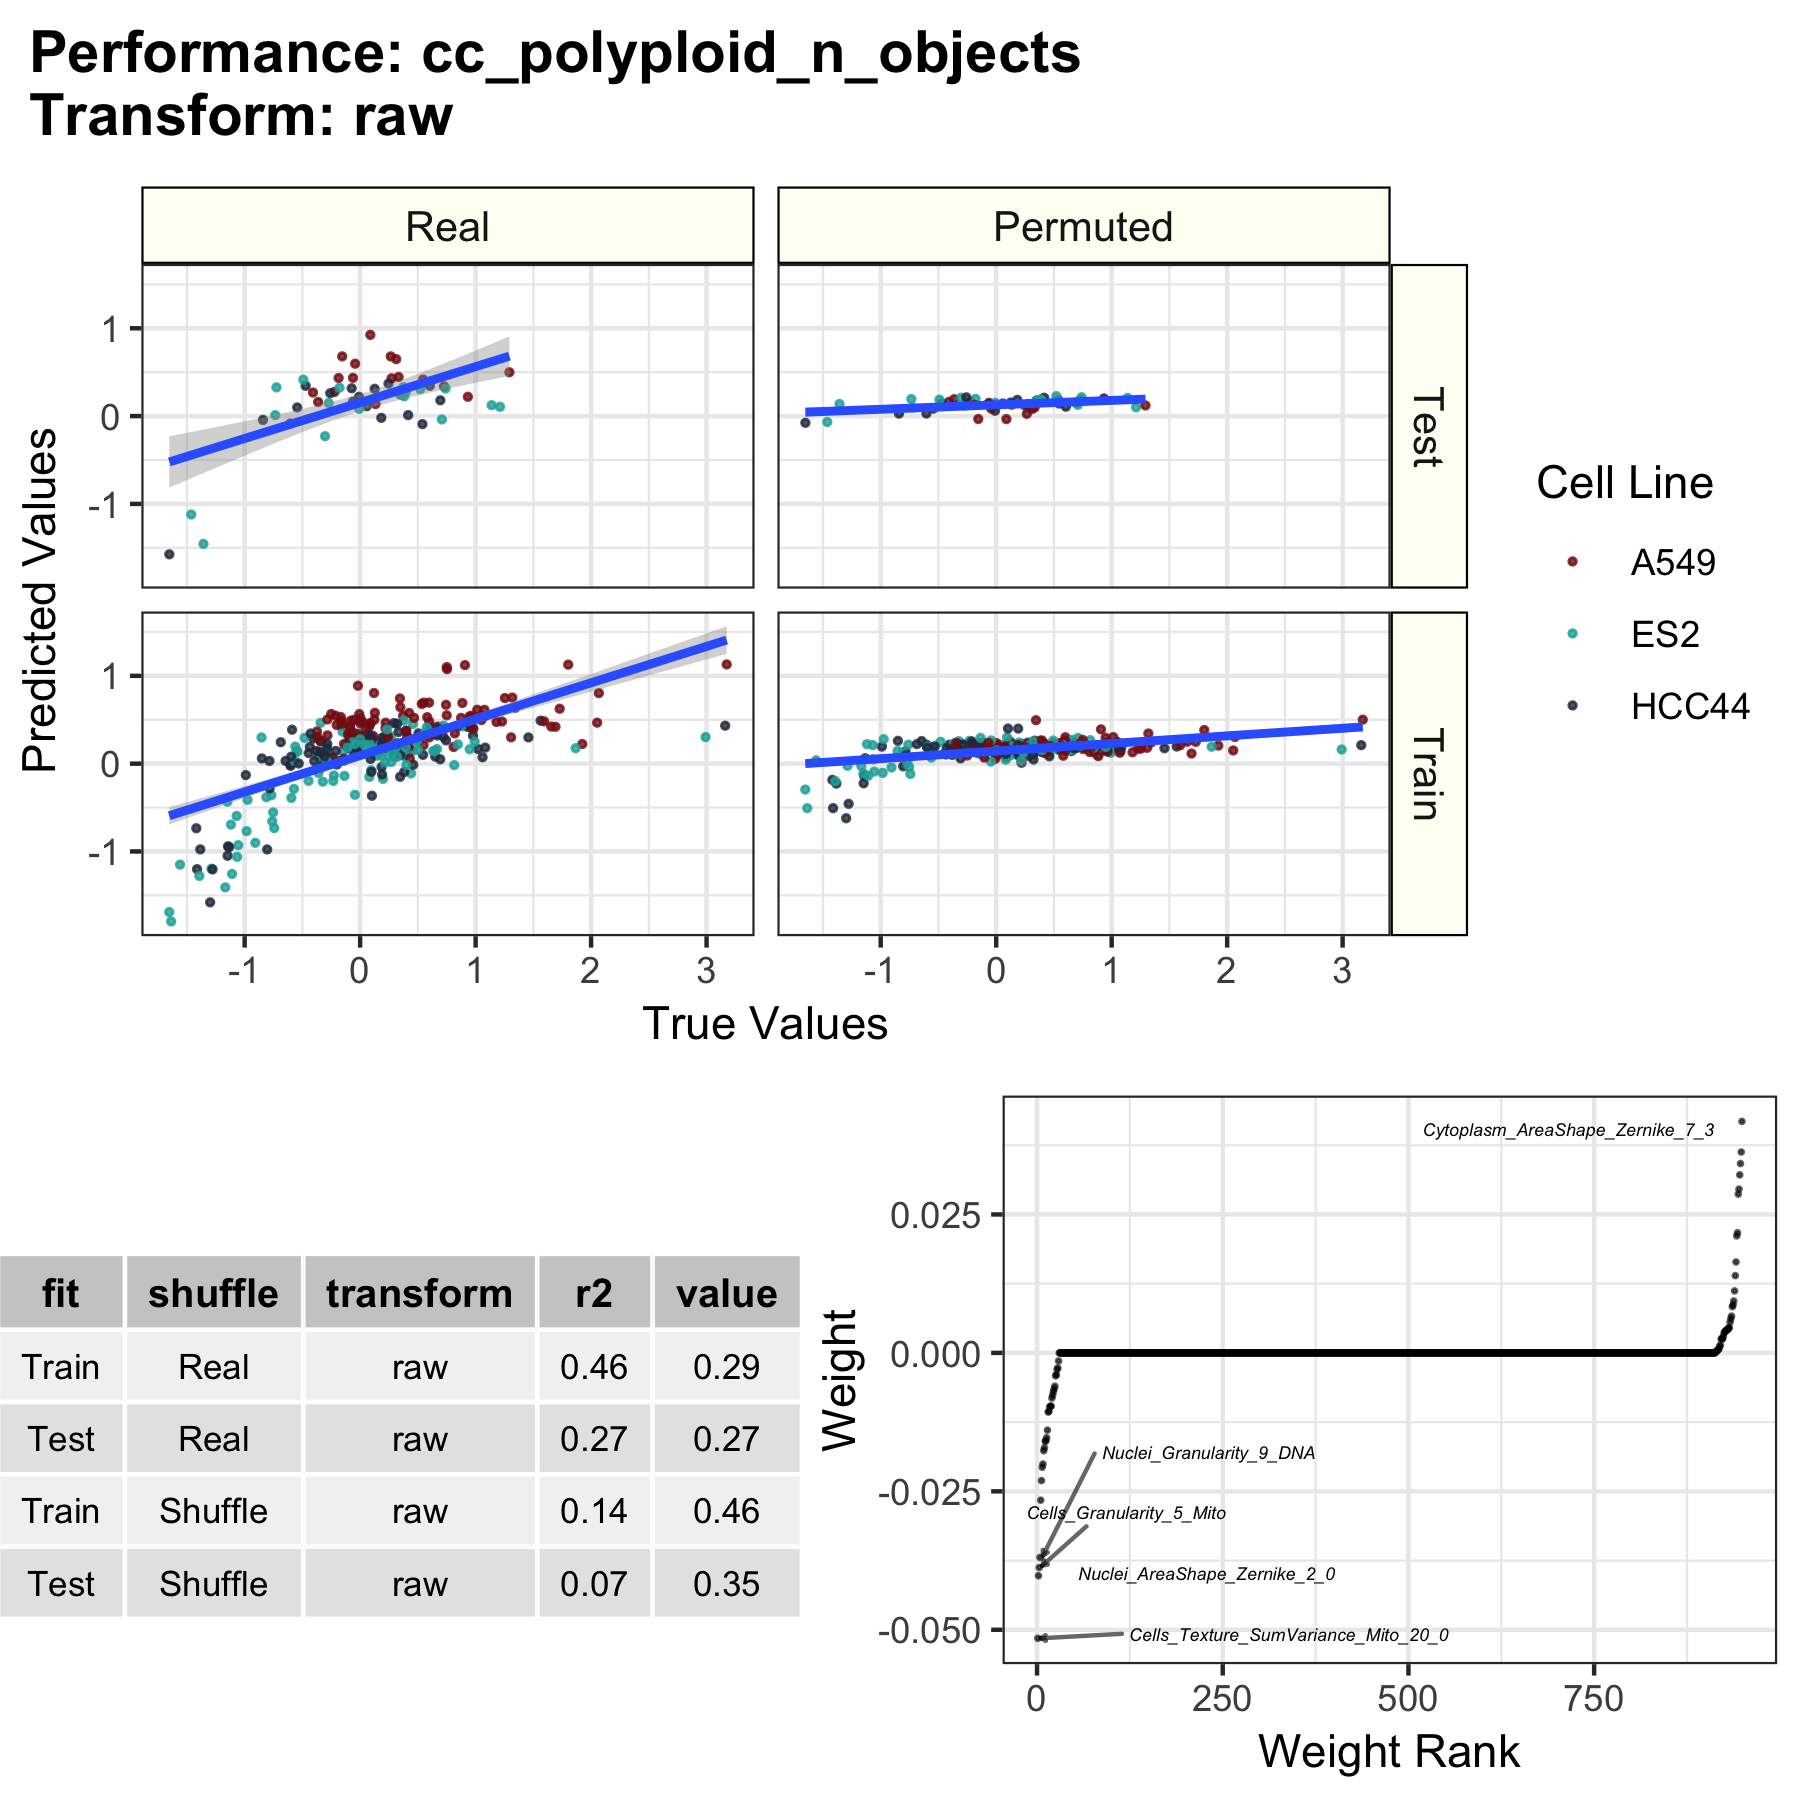 Performance: cc_polyploid_n_objects
Transform: raw
Real
Permuted
1
0
-1
Test
1
0
-1
Train
Predicted Values
-1 0 1 2 3
-1 0 1 2 3
True Values
Cell Line
A549
ES2
HCC44
fit shuffle transform r2 value
Train Real raw 0.46 0.29
Test Real raw 0.27 0.27
Train Shuffle raw 0.14 0.46
Test Shuffle raw 0.07 0.35
Weight
0.025
0.000
-0.025
-0.050
Cytoplasm_AreaShape_Zernike_7_3
Nuclei_Granularity_9_DNA
Cells_Granularity_5_Mito
Nuclei_AreaShape_Zernike_2_0
Cells_Texture_SumVariance_Mito_20_0
0 250 500 750
Weight Rank